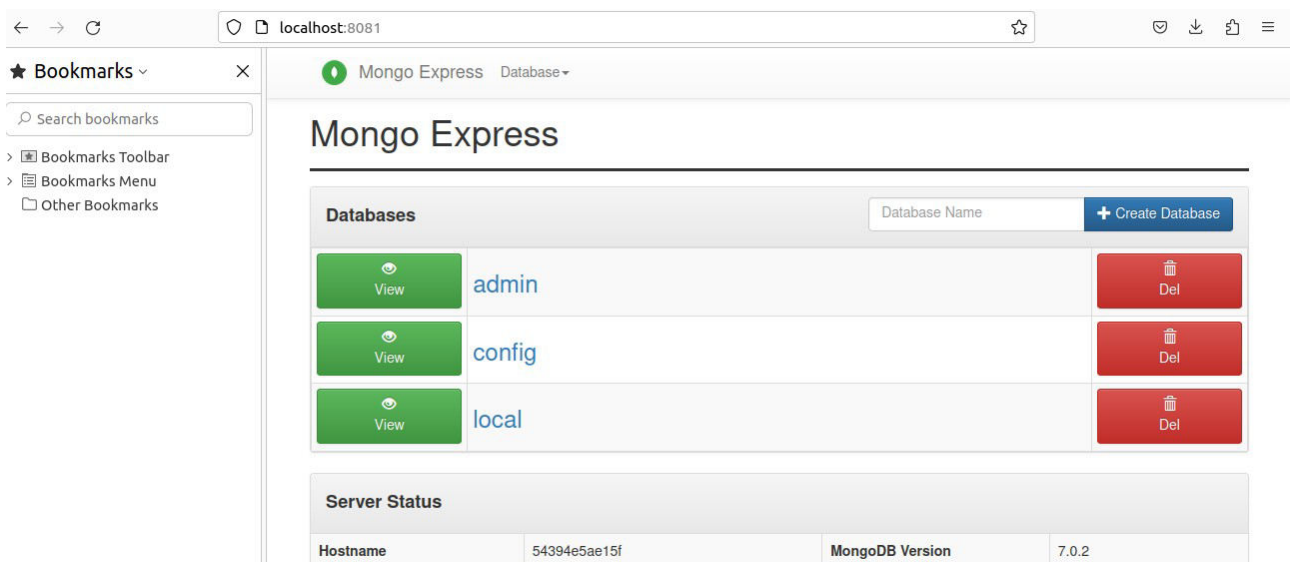 localhost:8081
Bookmarks
Search bookmarks
Bookmarks Toolbar
Bookmarks Menu
Other Bookmarks
Mongo Express Database
Mongo Express
Databases Database Name Create Database
View admin Del
View config Del
View local Del
Server Status
Hostname 54394e5ae15f MongoDB Version 7.0.2